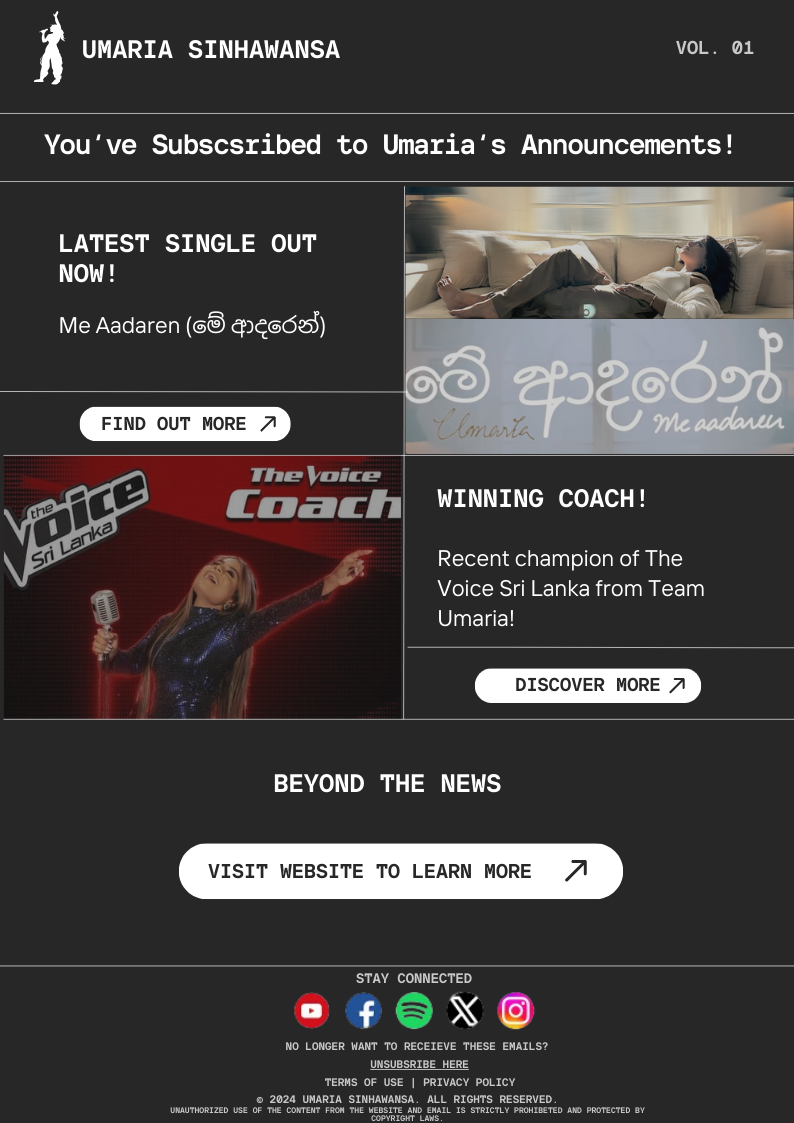 UMARIA SINHAWANSA
VOL. 01
You've Subscsribed to Umaria's Announcements!
LATEST SINGLE OUT
NOW!
Me Aadaren (මේ ආදරෙන්)
FIND OUT MORE
මේ ආදරෙන්
Umaria
Me aadaren
the
Voice
Sri Lanka
The Voice
Coach
WINNING COACH!
Recent champion of The
Voice Sri Lanka from Team
Umaria!
DISCOVER MORE
BEYOND THE NEWS
VISIT WEBSITE TO LEARN MORE
STAY CONNECTED
NO LONGER WANT TO RECEIEVE THESE EMAILS?
UNSUBSRIBE HERE
TERMS OF USE | PRIVACY POLICY
© 2024 UMARIA SINHAWANSA. ALL RIGHTS RESERVED.
UNAUTHORIZED USE OF THE CONTENT FROM THE WEBSITE AND EMAIL IS STRICTLY PROHIBETED AND PROTECTED BY
COPYRIGHT LAWS.